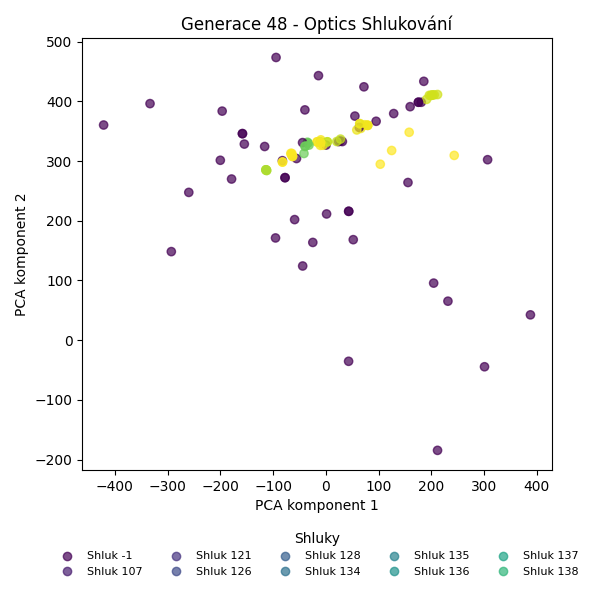 Generace 48 - Optics Shlukování
500
400
300
200
100
0
−100
−200
PCA komponent 2
−400 −300 −200 −100 0 100 200 300 400
PCA komponent 1
Shluky
Shluk -1 Shluk 121 Shluk 128 Shluk 135 Shluk 137
Shluk 107 Shluk 126 Shluk 134 Shluk 136 Shluk 138